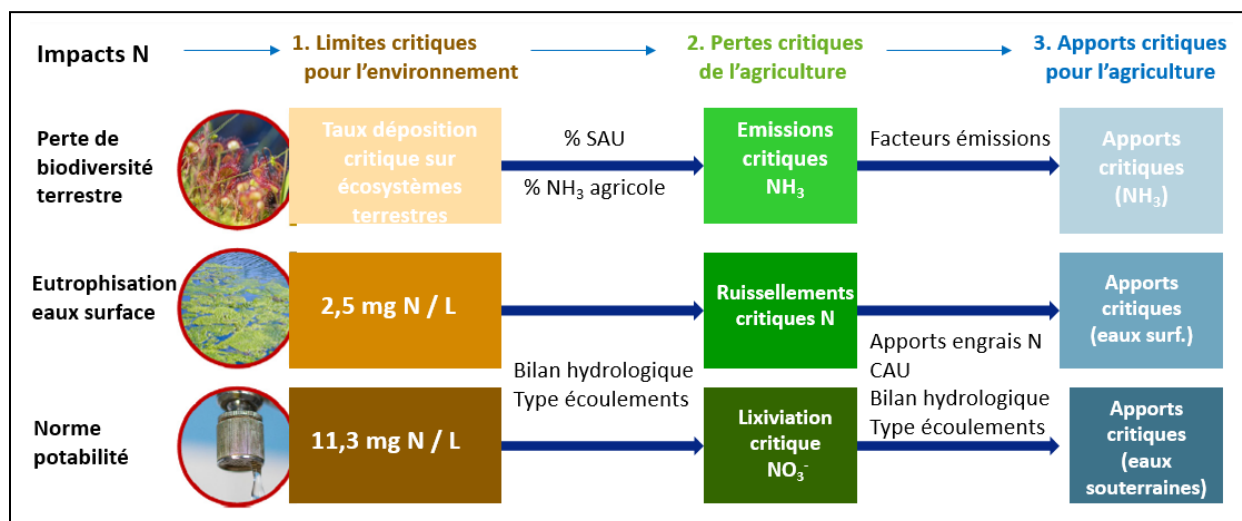 Impacts N
1. Limites critiques
pour l'environnement
2. Pertes critiques
de l'agriculture
3. Apports critiques
pour l'agriculture
Perte de
biodiversité
terrestre
Taux déposition
critique sur
écosystèmes
terrestres
% SAU
% NH₃ agricole
Emissions
critiques
NH₃
Facteurs émissions
Apports
critiques
(NH₃)
Eutrophisation
eaux surface
2,5 mg N / L
Ruissellements
critiques N
Apports
critiques
(eaux surf.)
Bilan hydrologique
Type écoulements
Apports engrais N
CAU
Bilan hydrologique
Type écoulements
Norme
potabilité
11,3 mg N / L
Lixiviation
critique
NO₃⁻
Apports
critiques
(eaux
souterraines)